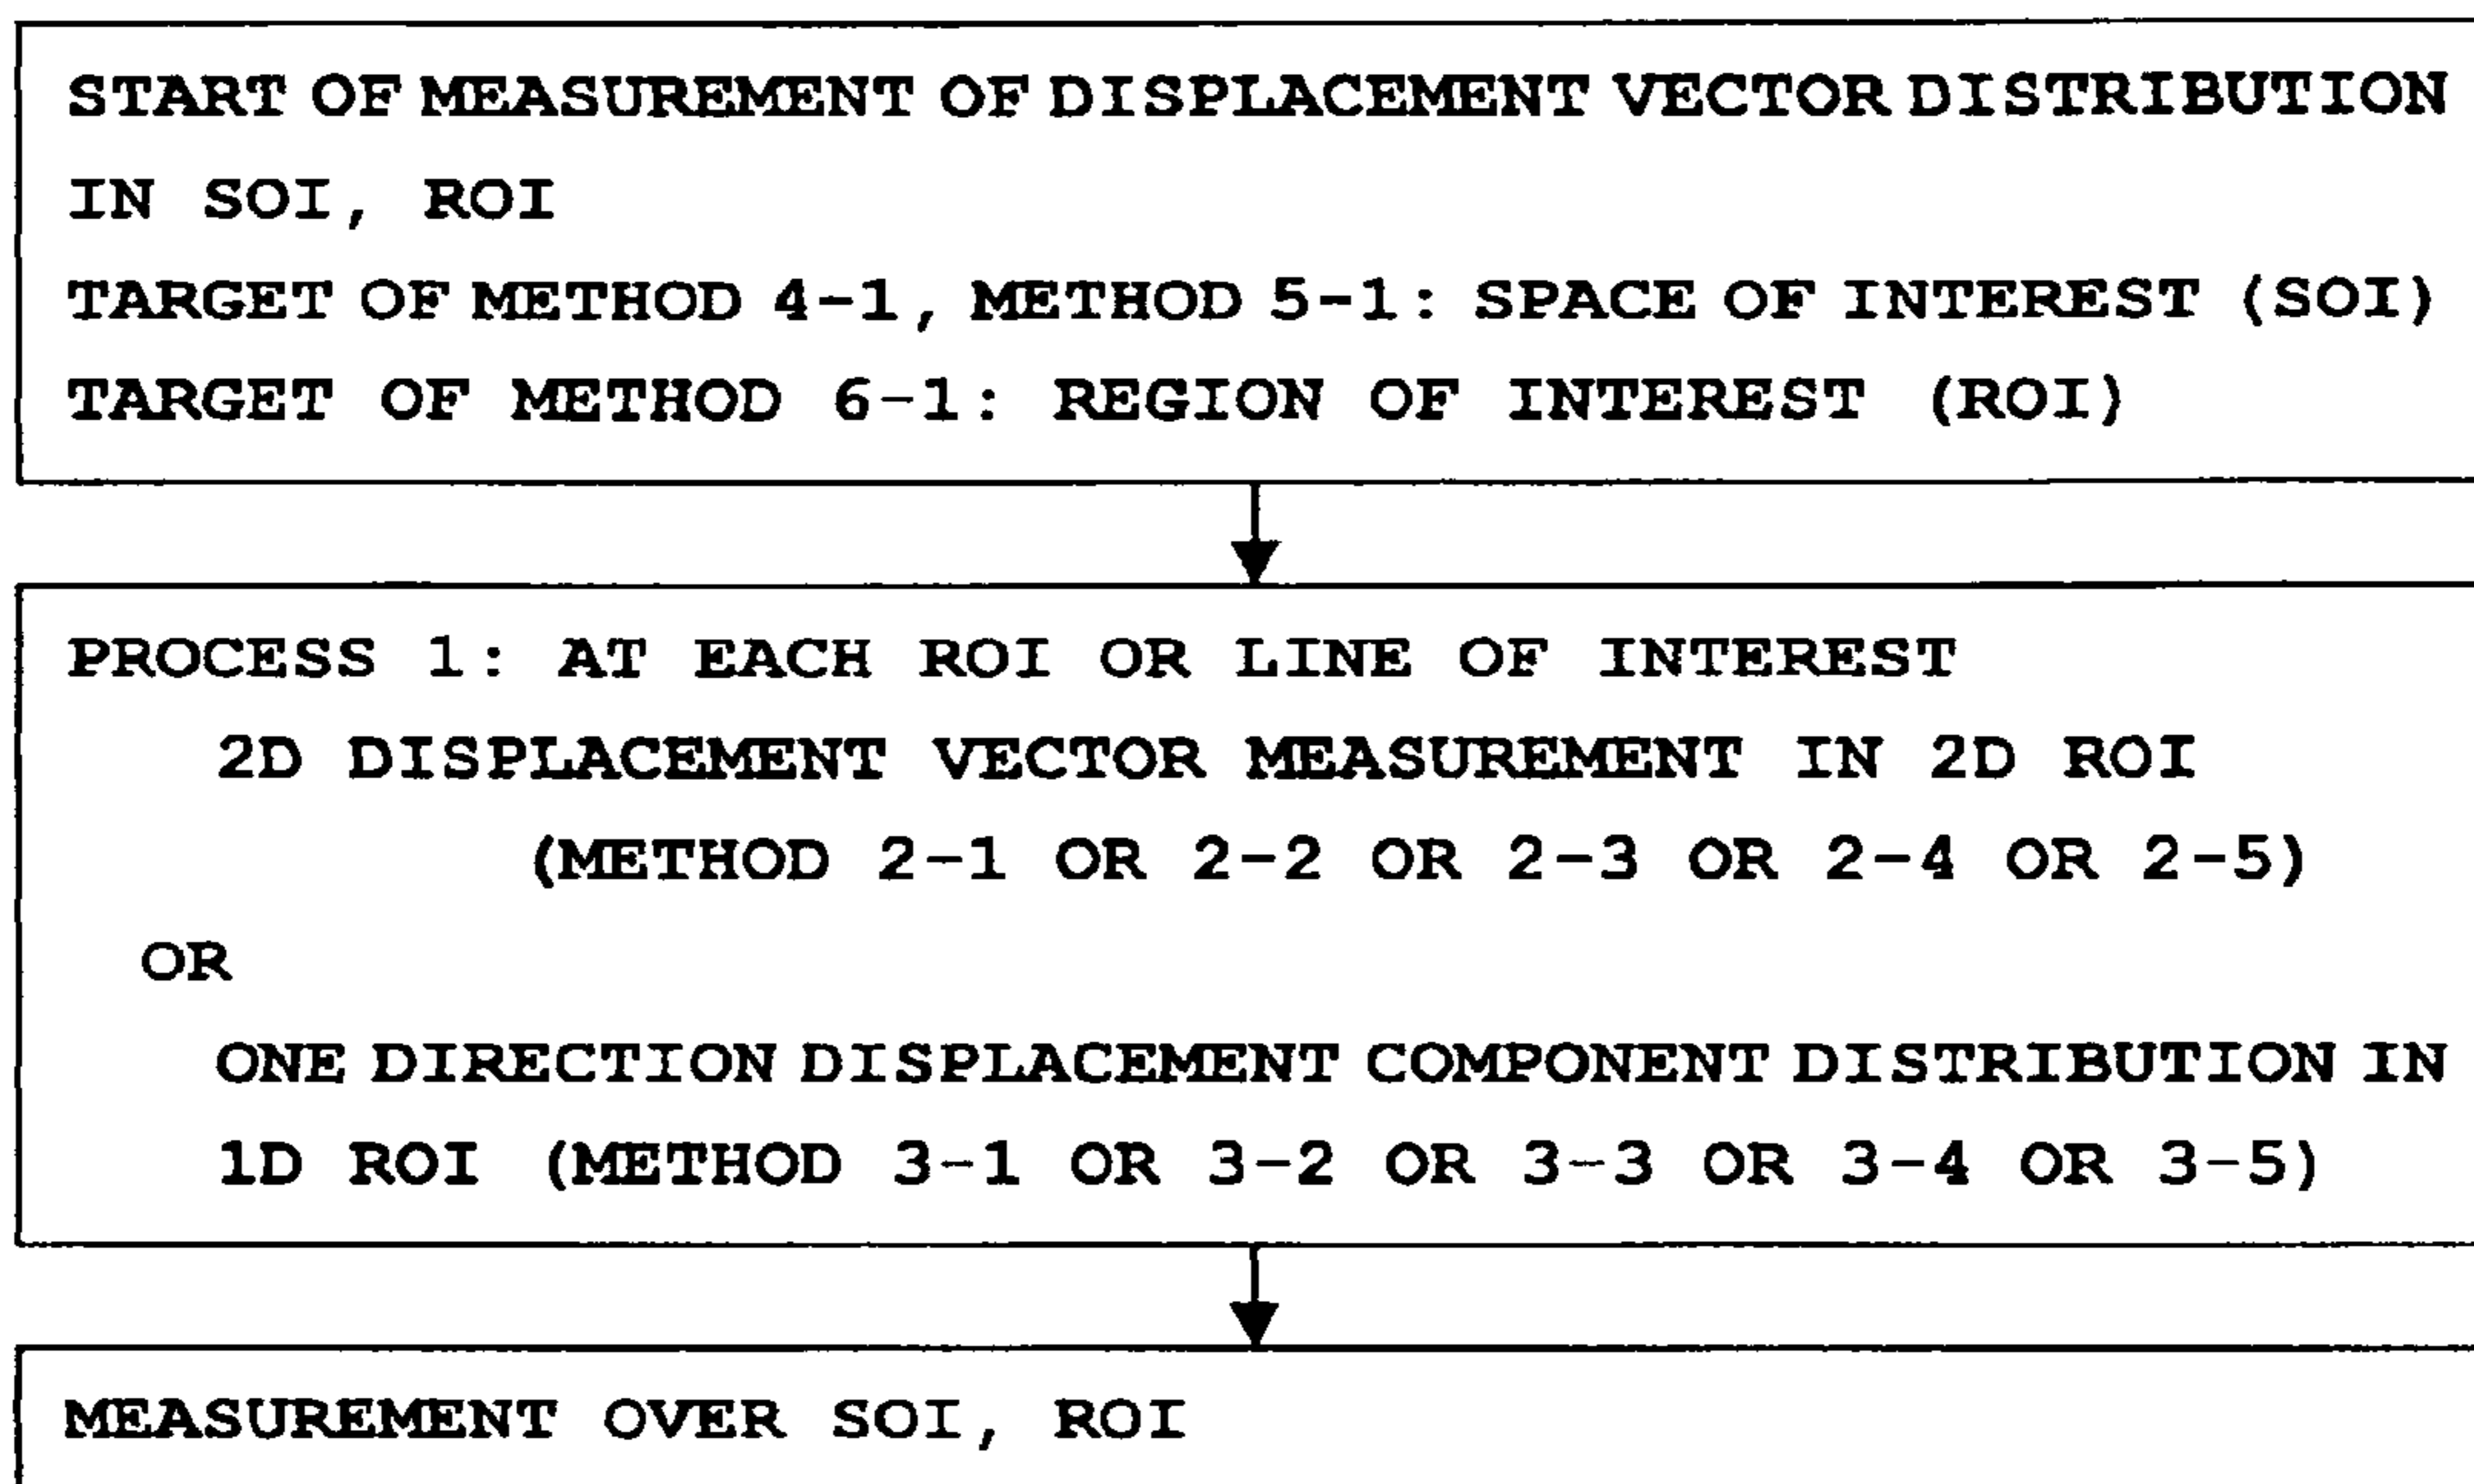 START OF MEASUREMENT OF DISPLACEMENT VECTOR DISTRIBUTION
IN SOI, ROI
TARGET OF METHOD 4-1, METHOD 5-1: SPACE OF INTEREST (SOI)
TARGET OF METHOD 6-1: REGION OF INTEREST (ROI)
PROCESS 1: AT EACH ROI OR LINE OF INTEREST
2D DISPLACEMENT VECTOR MEASUREMENT IN 2D ROI
(METHOD 2-1 OR 2-2 OR 2-3 OR 2-4 OR 2-5)
OR
ONE DIRECTION DISPLACEMENT COMPONENT DISTRIBUTION IN
1D ROI (METHOD 3-1 OR 3-2 OR 3-3 OR 3-4 OR 3-5)
MEASUREMENT OVER SOI, ROI